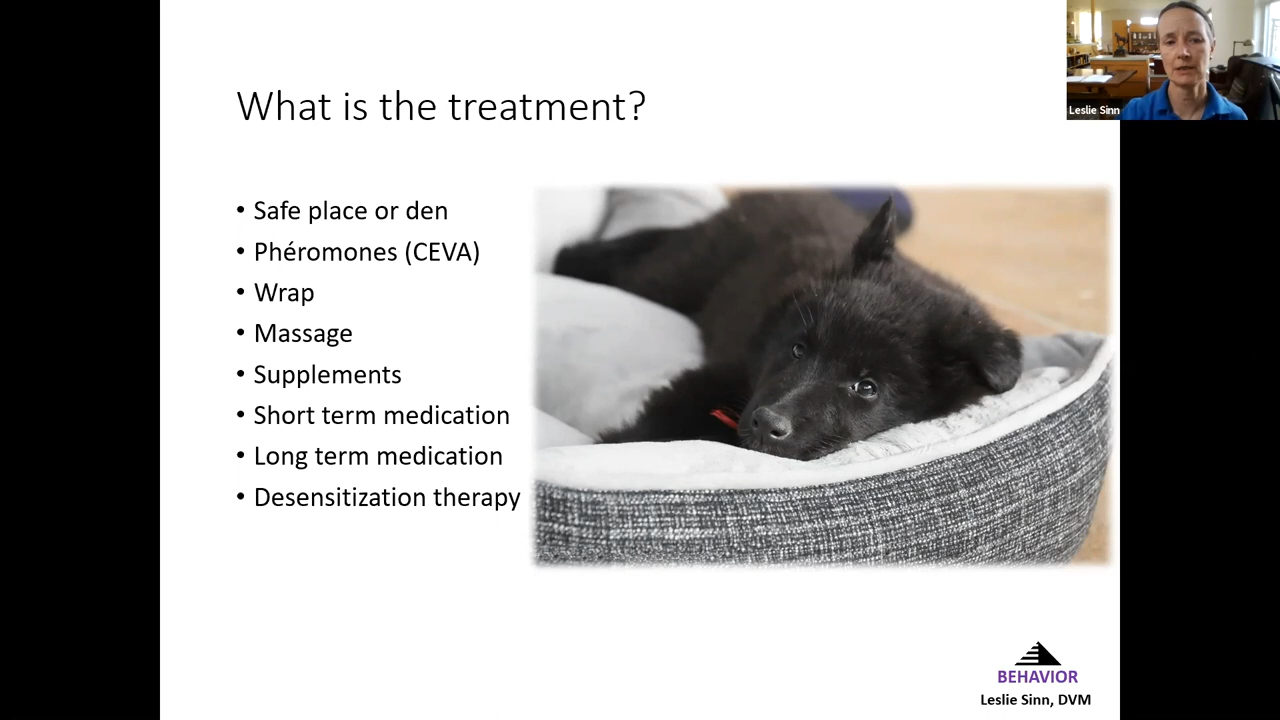 What is the treatment?
• Safe place or den
• Phéromones (CEVA)
• Wrap
• Massage
• Supplements
• Short term medication
• Long term medication
• Desensitization therapy
Leslie Sinn
BEHAVIOR
Leslie Sinn, DVM